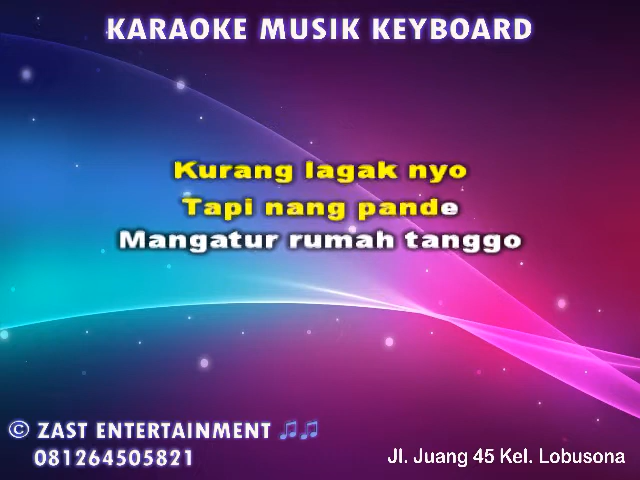 KARAOKE MUSIK KEYBOARD
Kurang lagak nyo
Tapi nang pande
Mangatur rumah tanggo
© ZAST ENTERTAINMENT 🎵🎵
081264505821
Jl. Juang 45 Kel. Lobusona